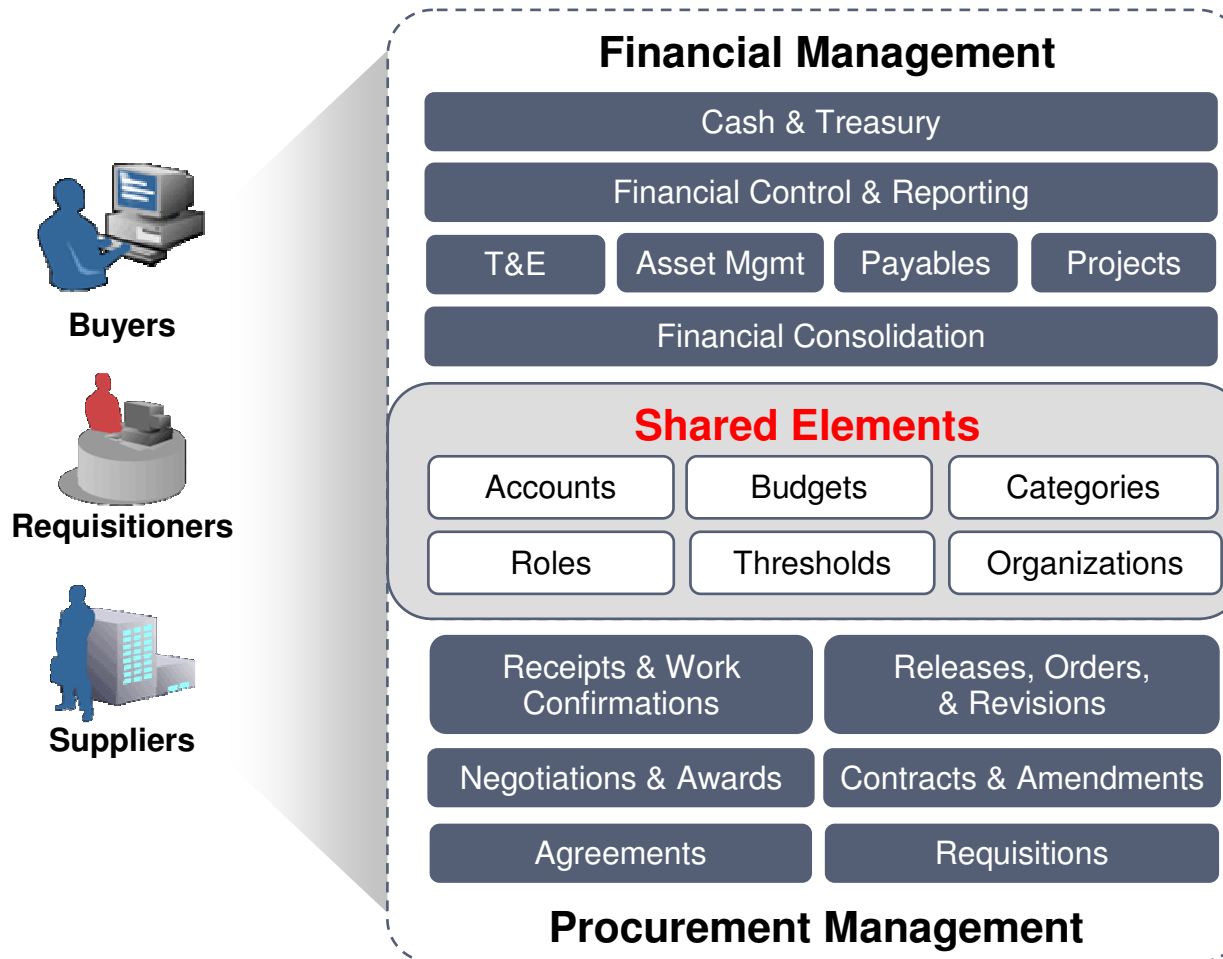 Financial Management
Cash & Treasury
Financial Control & Reporting
T&E
Asset Mgmt
Payables
Projects
Financial Consolidation
Buyers
Requisitioners
Suppliers
Shared Elements
Accounts
Budgets
Categories
Roles
Thresholds
Organizations
Receipts & Work
Confirmations
Releases, Orders,
& Revisions
Negotiations & Awards
Contracts & Amendments
Agreements
Requisitions
Procurement Management